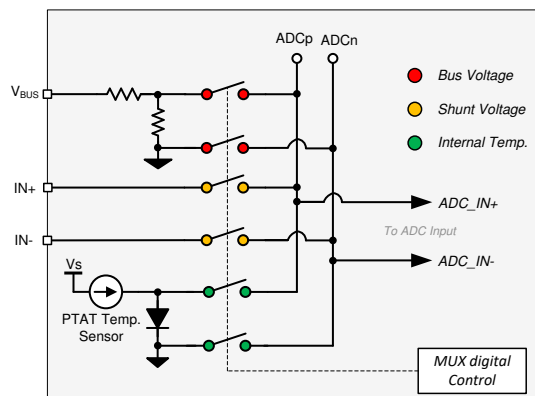 ADCp ADCn
VBUS
Bus Voltage
Shunt Voltage
Internal Temp.
IN+
ADC_IN+
To ADC Input
IN-
ADC_IN-
Vs
PTAT Temp.
Sensor
MUX digital
Control